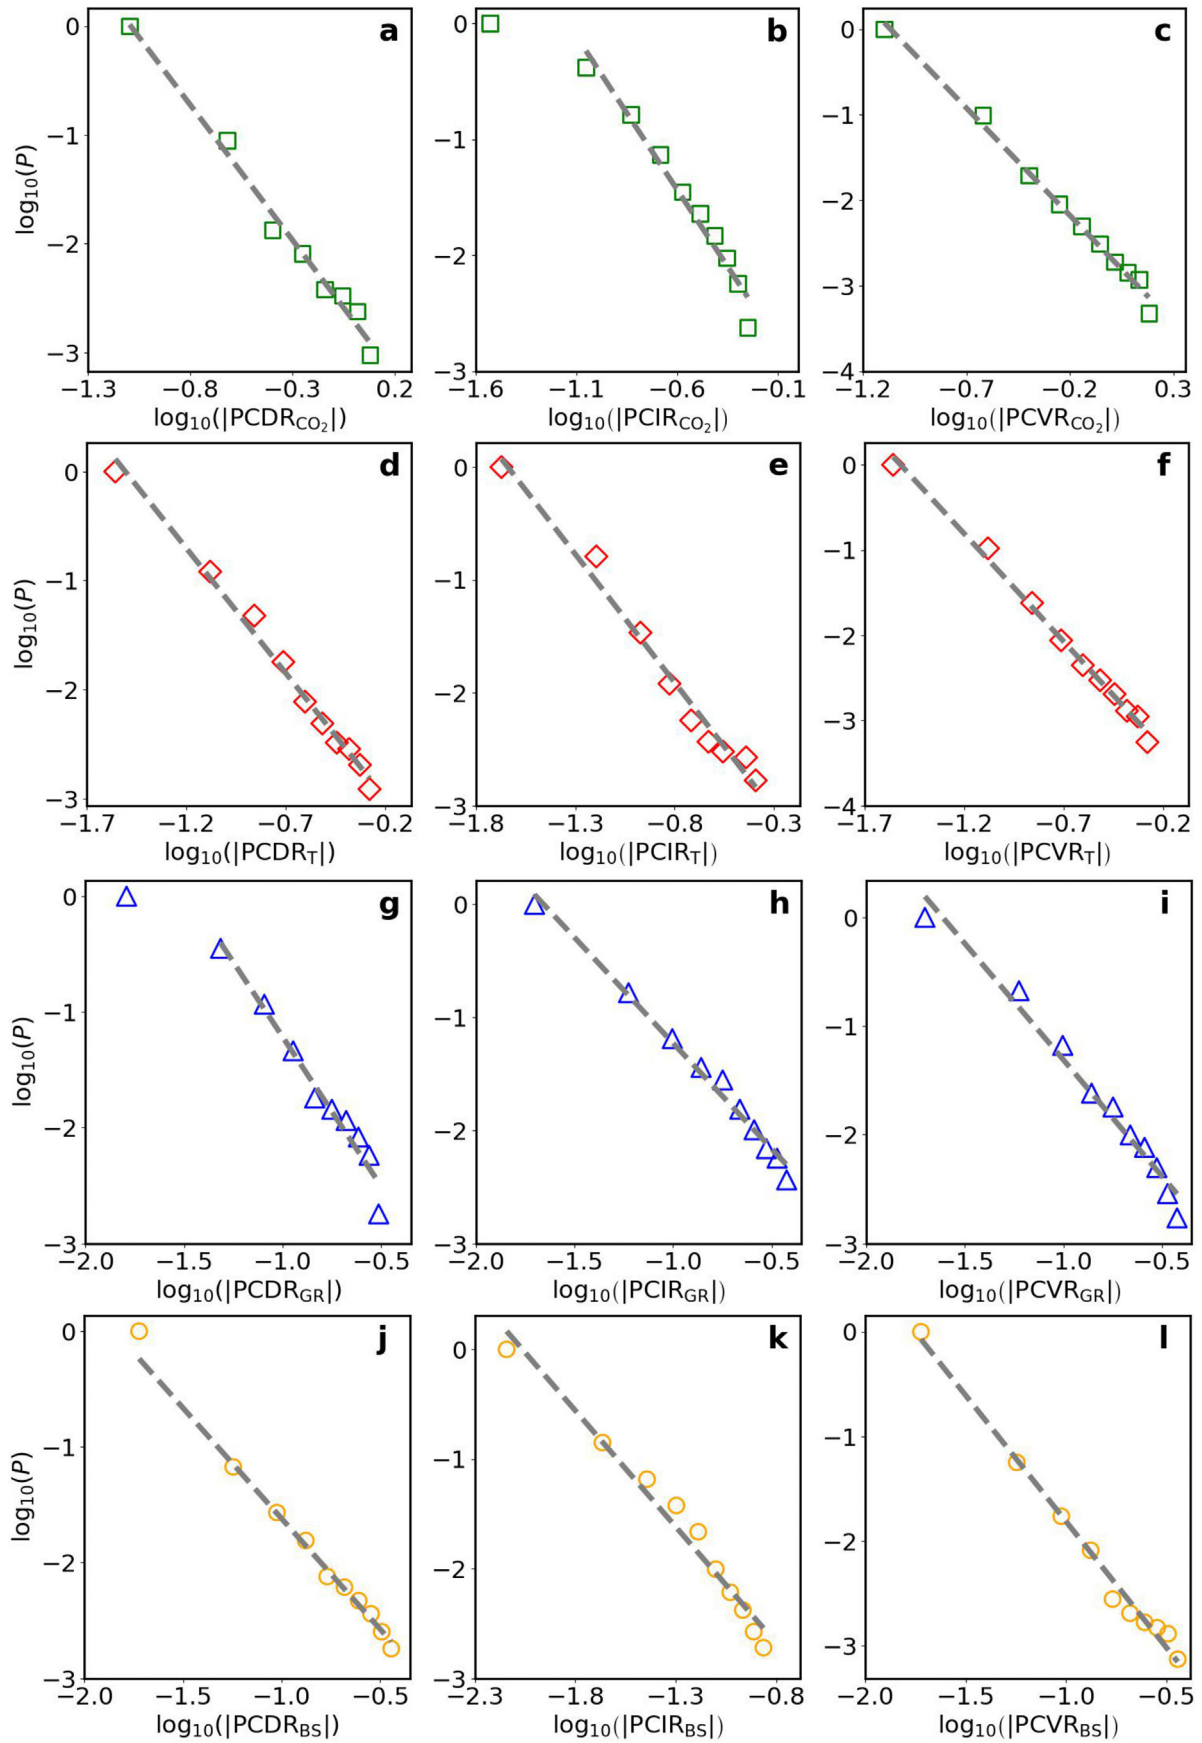 a
b
c
0
−1
−2
−3
log10(P)
−1.3 −0.8 −0.3 0.2
log10(|PCDRCO2|)
0
−1
−2
−3
−1.6 −1.1 −0.6 −0.1
log10(|PCIRCO2|)
0
−1
−2
−3
−4
−1.2 −0.7 −0.2 0.3
log10(|PCVRCO2|)
d
e
f
0
−1
−2
−3
log10(P)
−1.7 −1.2 −0.7 −0.2
log10(|PCDRT|)
0
−1
−2
−3
−1.8 −1.3 −0.8 −0.3
log10(|PCIRT|)
0
−1
−2
−3
−4
−1.7 −1.2 −0.7 −0.2
log10(|PCVRT|)
g
h
i
0
−1
−2
−3
log10(P)
−2.0 −1.5 −1.0 −0.5
log10(|PCDRGR|)
0
−1
−2
−3
−2.0 −1.5 −1.0 −0.5
log10(|PCIRGR|)
0
−1
−2
−3
−2.0 −1.5 −1.0 −0.5
log10(|PCVRGR|)
j
k
l
0
−1
−2
−3
log10(P)
−2.0 −1.5 −1.0 −0.5
log10(|PCDRBS|)
0
−1
−2
−3
−2.3 −1.8 −1.3 −0.8
log10(|PCIRBS|)
0
−1
−2
−3
−2.0 −1.5 −1.0 −0.5
log10(|PCVRBS|)